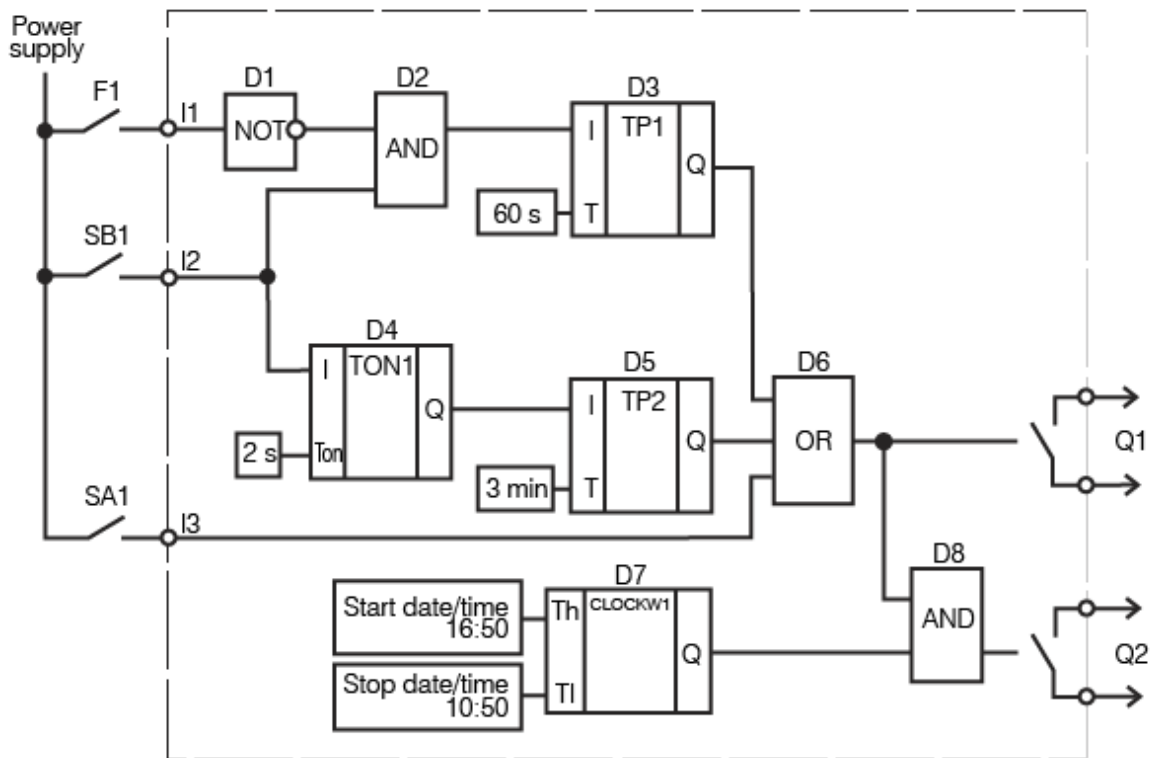 Power
supply
F1
I1
D1
NOT
D2
AND
D3
I
TP1
Q
60 s
T
SB1
I2
D4
I
TON1
Q
2 s
Ton
D5
I
TP2
Q
3 min
T
D6
OR
Q1
SA1
I3
D7
Start date/time
16:50
Th
CLOCKW1
Q
Stop date/time
10:50
Tl
D8
AND
Q2